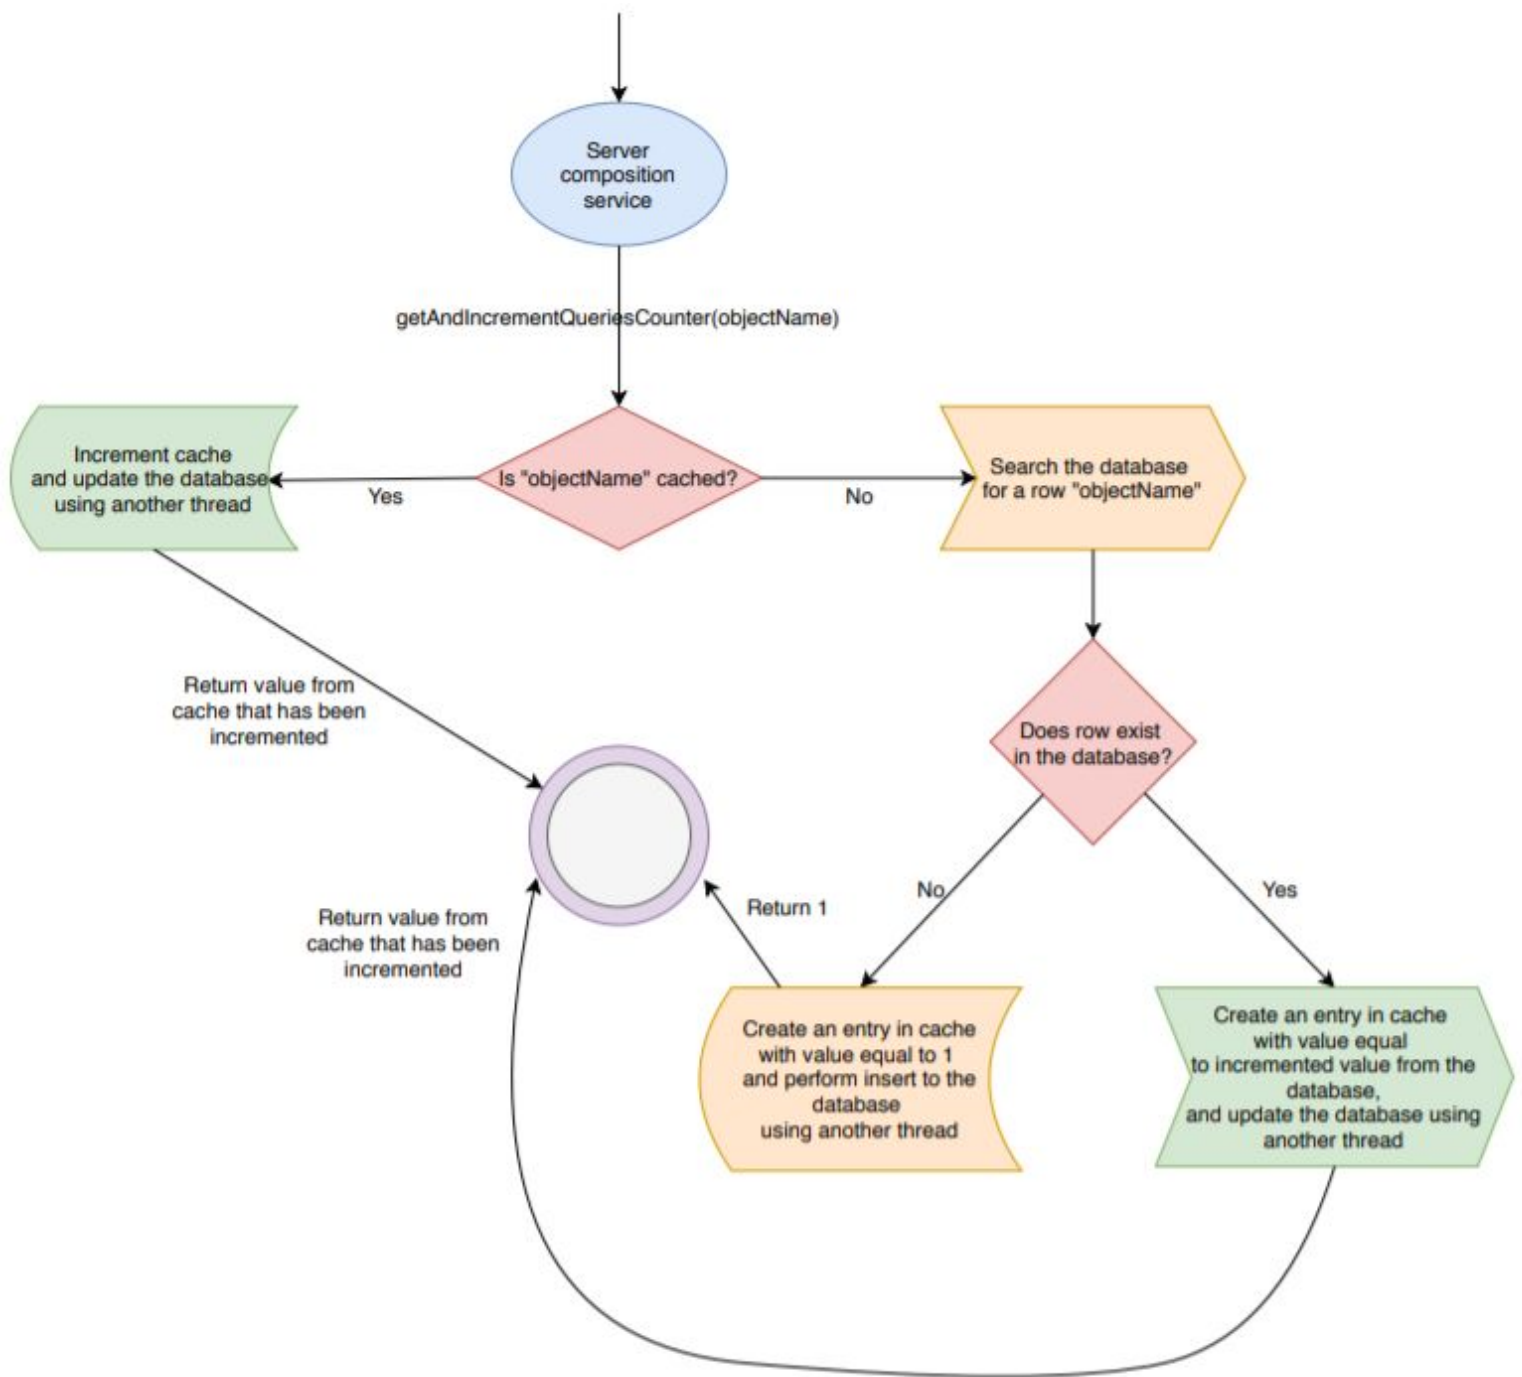 Server
composition
service
getAndIncrementQueriesCounter(objectName)
Increment cache
and update the database
using another thread
Yes
Is "objectName" cached?
No
Search the database
for a row "objectName"
Return value from
cache that has been
incremented
Does row exist
in the database?
No
Yes
Return 1
Return value from
cache that has been
incremented
Create an entry in cache
with value equal to 1
and perform insert to the
database
using another thread
Create an entry in cache
with value equal
to incremented value from the
database,
and update the database using
another thread